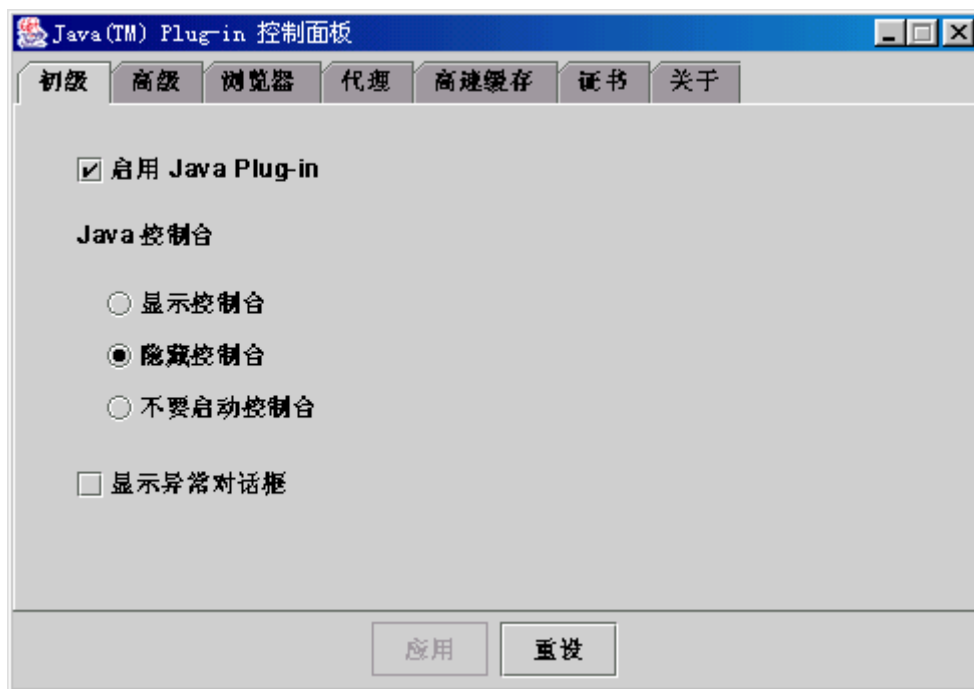 Java(TM) Plug-in 控制面板
初级 高级 浏览器 代理 高速缓存 证书 关于
启用 Java Plug-in
Java 控制台
显示控制台
隐藏控制台
不要启动控制台
显示异常对话框
应用 重设